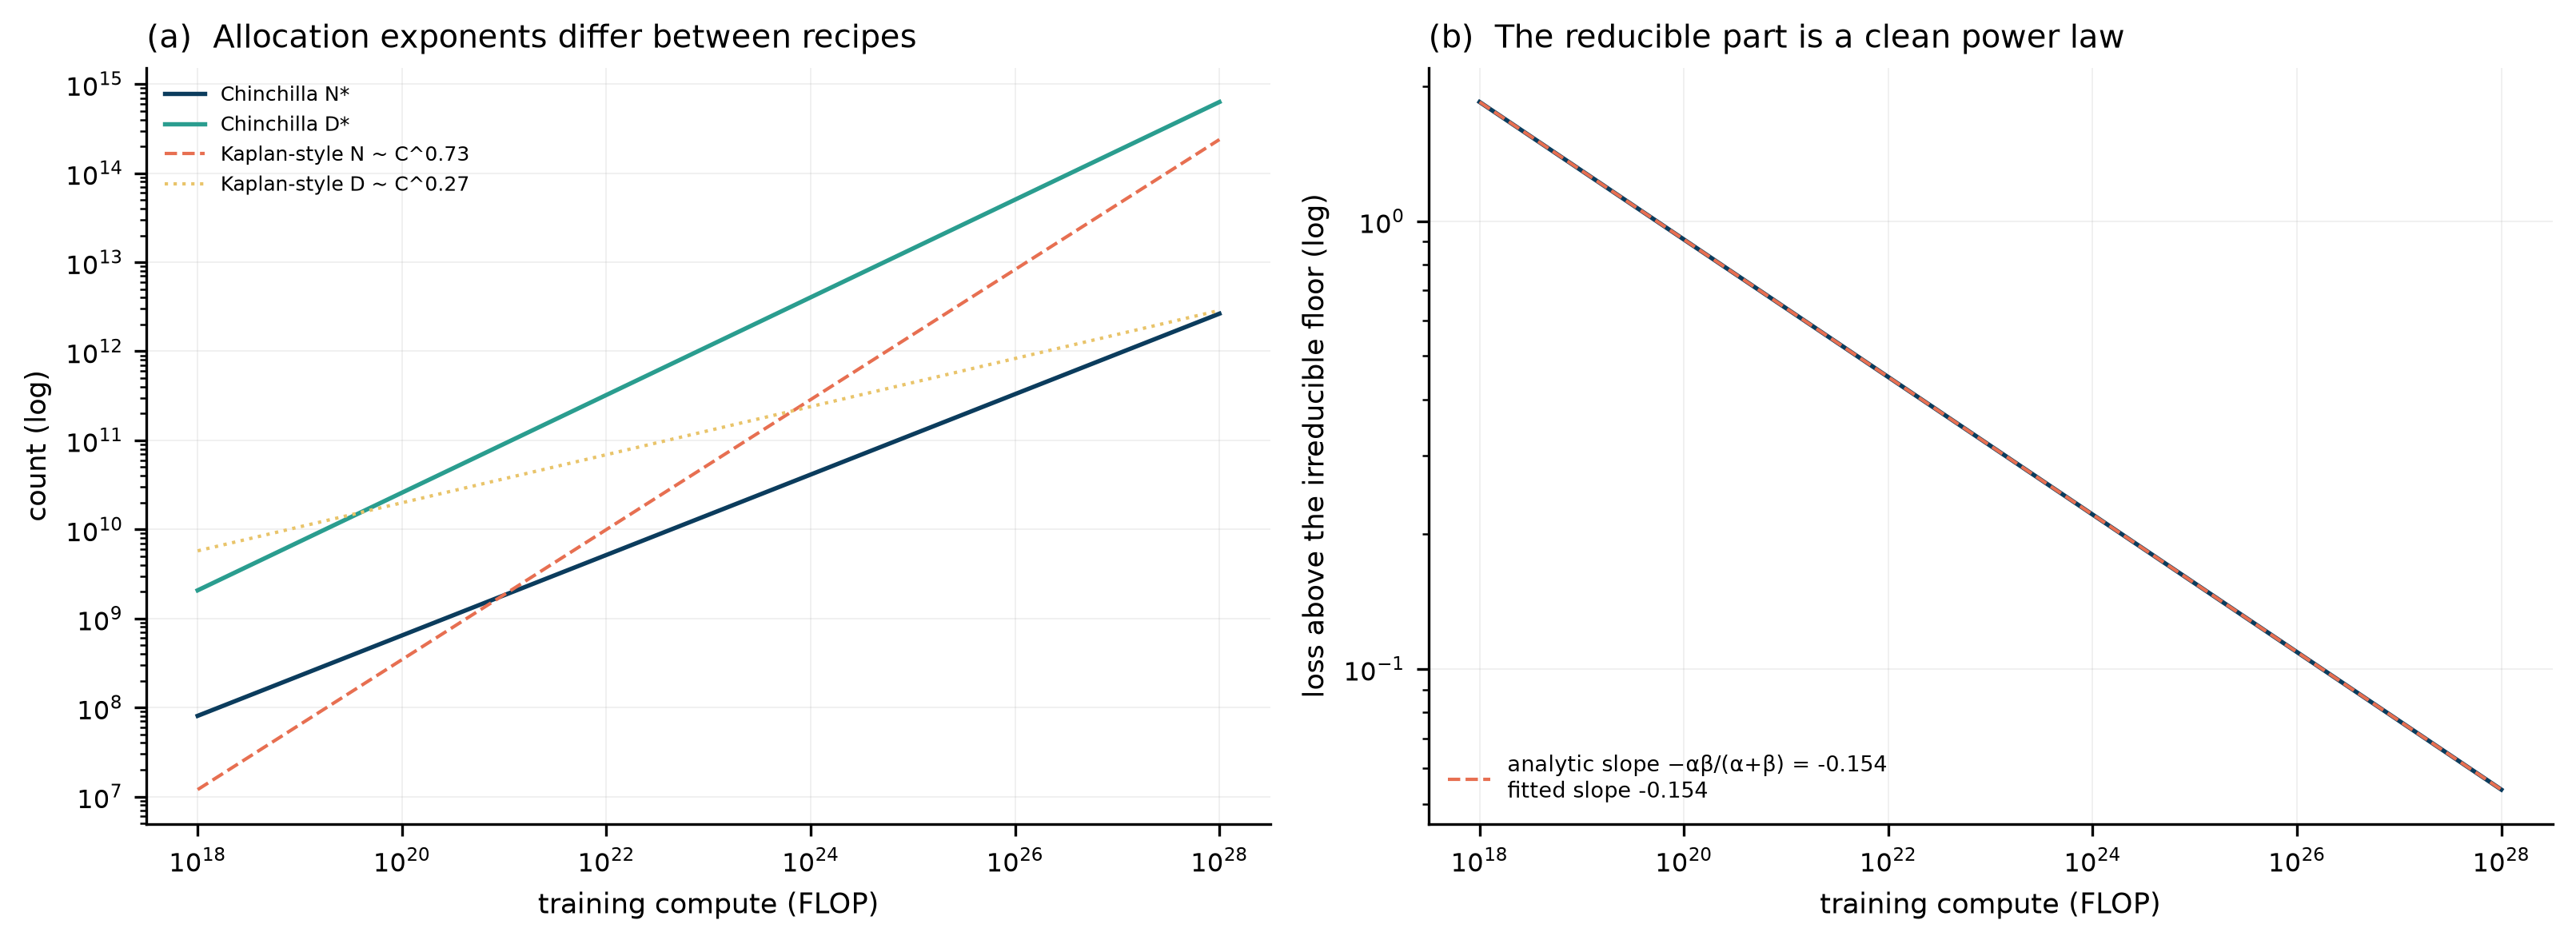 (a) Allocation exponents differ between recipes
count (log)
10^15
10^14
10^13
10^12
10^11
10^10
10^9
10^8
10^7
Chinchilla N*
Chinchilla D*
Kaplan-style N ~ C^0.73
Kaplan-style D ~ C^0.27
10^18
10^20
10^22
10^24
10^26
10^28
training compute (FLOP)
(b) The reducible part is a clean power law
loss above the irreducible floor (log)
10^0
10^−1
analytic slope −αβ/(α+β) = -0.154
fitted slope -0.154
10^18
10^20
10^22
10^24
10^26
10^28
training compute (FLOP)